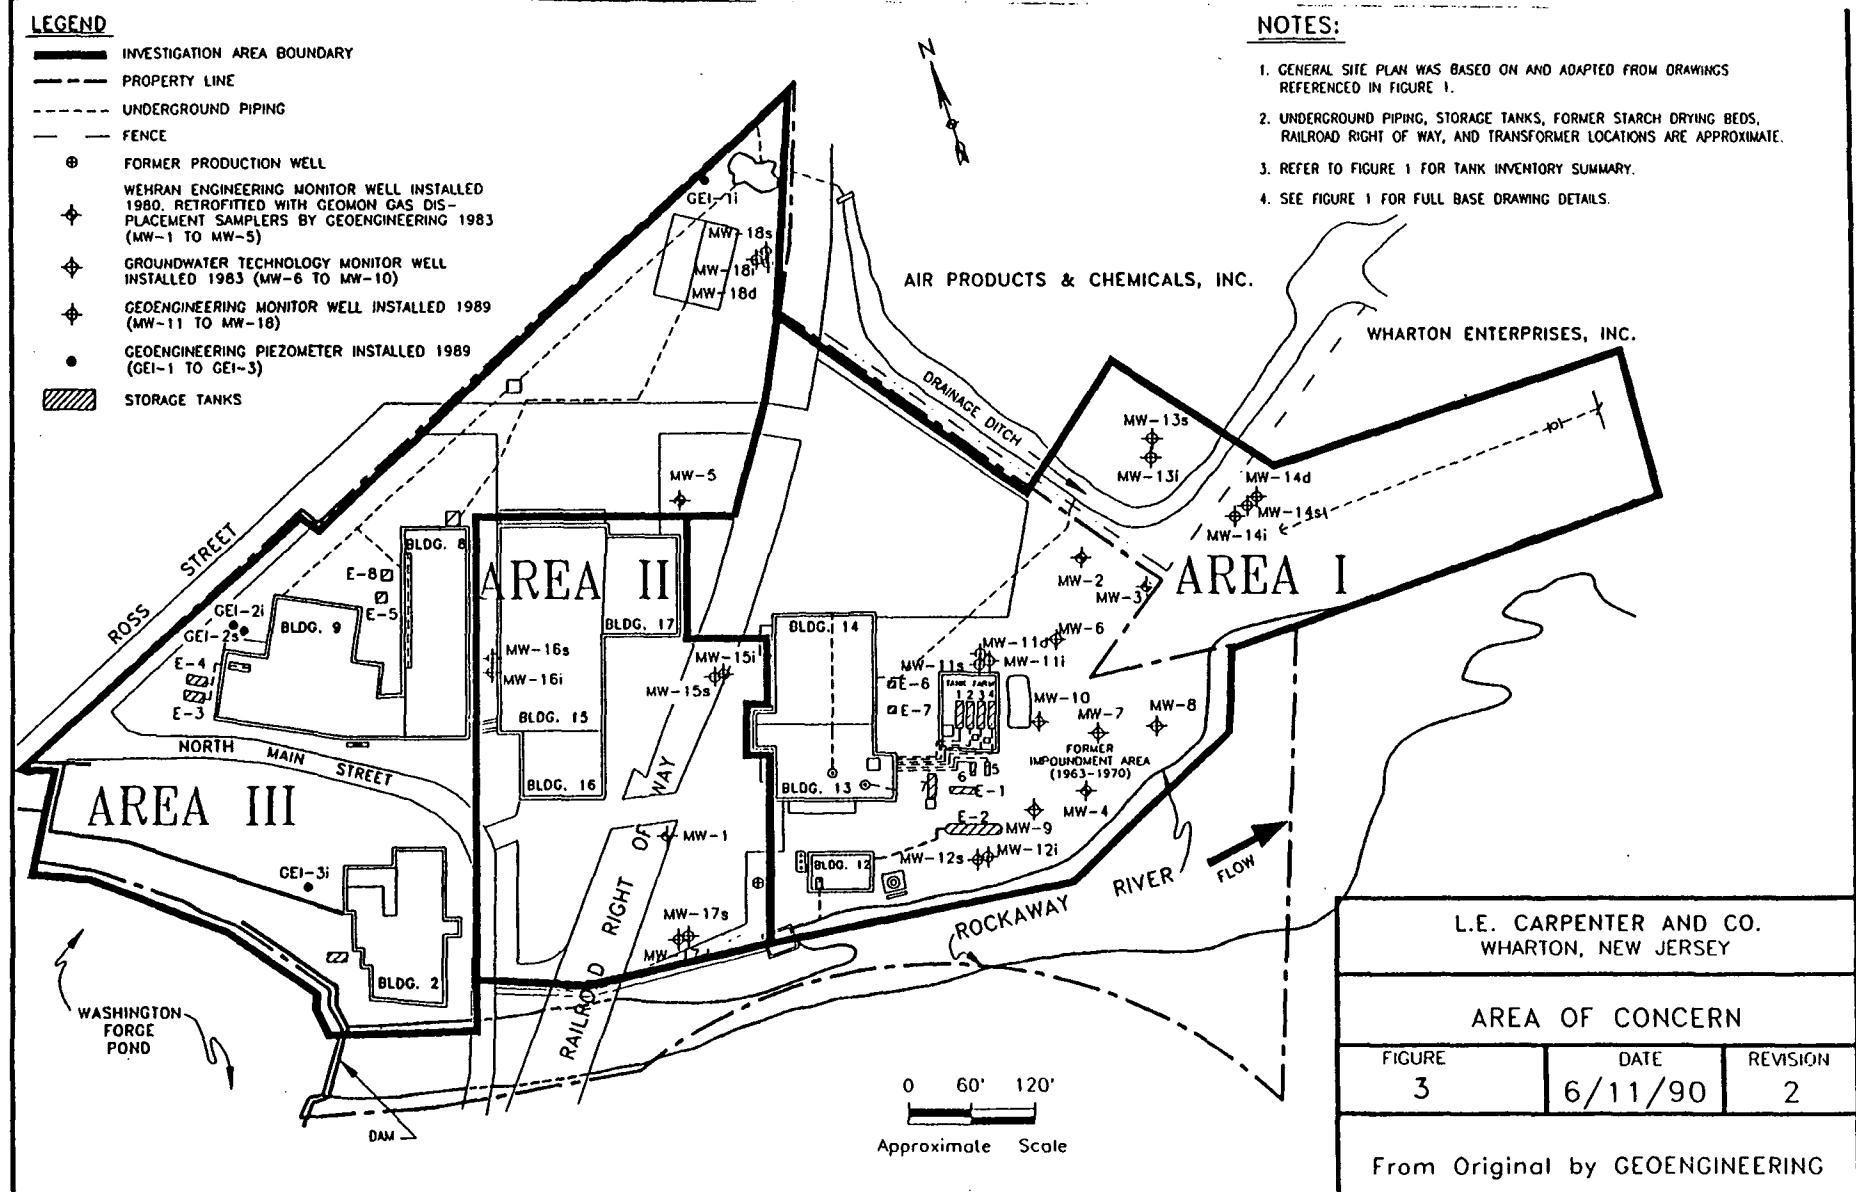 LEGEND
INVESTIGATION AREA BOUNDARY
PROPERTY LINE
UNDERGROUND PIPING
FENCE
FORMER PRODUCTION WELL
WEHRAN ENGINEERING MONITOR WELL INSTALLED
1980. RETROFITTED WITH GEOMON GAS DIS-
PLACEMENT SAMPLERS BY GEOENGINEERING 1983
(MW-1 TO MW-5)
GROUNDWATER TECHNOLOGY MONITOR WELL
INSTALLED 1983 (MW-6 TO MW-10)
GEOENGINEERING MONITOR WELL INSTALLED 1989
(MW-11 TO MW-18)
GEOENGINEERING PIEZOMETER INSTALLED 1989
(GEI-1 TO GEI-3)
STORAGE TANKS
N
NOTES:
1. GENERAL SITE PLAN WAS BASED ON AND ADAPTED FROM DRAWINGS
REFERENCED IN FIGURE 1.
2. UNDERGROUND PIPING, STORAGE TANKS, FORMER STARCH DRYING BEDS,
RAILROAD RIGHT OF WAY, AND TRANSFORMER LOCATIONS ARE APPROXIMATE.
3. REFER TO FIGURE 1 FOR TANK INVENTORY SUMMARY.
4. SEE FIGURE 1 FOR FULL BASE DRAWING DETAILS.
GEI-1i
MW-18s
MW-18i
MW-18d
AIR PRODUCTS & CHEMICALS, INC.
WHARTON ENTERPRISES, INC.
DRAINAGE DITCH
MW-13s
MW-13i
MW-14d
MW-14s
MW-14i
MW-5
ROSS STREET
BLDG. 8
E-8
E-5
AREA II
BLDG. 17
AREA I
MW-2
MW-3
GEI-2i
GEI-2s
BLDG. 9
BLDG. 14
MW-6
MW-11d
MW-11s
MW-11i
MW-16s
MW-16i
MW-15i
MW-15s
E-4
E-3
E-6
E-7
TANK FARM
1 2 3 4
MW-10
MW-7
MW-8
BLDG. 15
NORTH MAIN STREET
FORMER
IMPOUNDMENT AREA
(1963-1970)
BLDG. 16
BLDG. 13
7
6
5
E-1
MW-4
AREA III
E-2
MW-9
MW-1
MW-12s
MW-12i
BLDG. 12
GEI-3i
RAILROAD RIGHT OF WAY
ROCKAWAY RIVER
FLOW
MW-17s
MW-17
BLDG. 2
WASHINGTON
FORGE
POND
DAM
0 60' 120'
Approximate Scale
L.E. CARPENTER AND CO.
WHARTON, NEW JERSEY
AREA OF CONCERN
FIGURE
3
DATE
6/11/90
REVISION
2
From Original by GEOENGINEERING